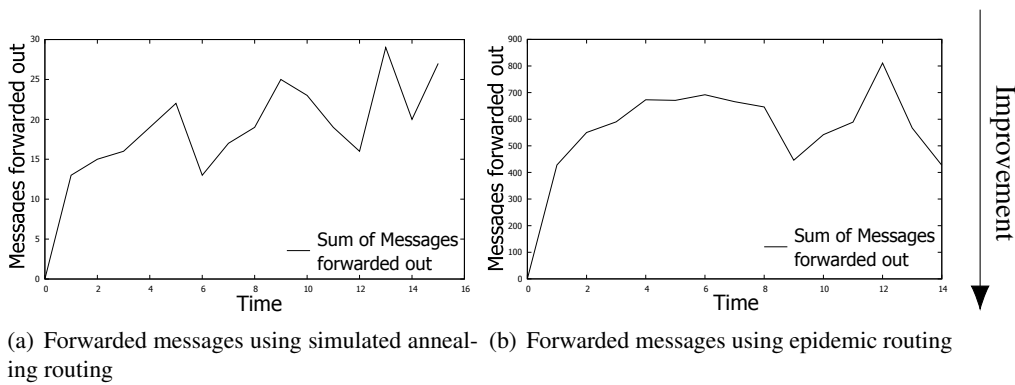 30
25
20
15
10
5
0
0 2 4 6 8 10 12 14 16
Messages forwarded out
Time
Sum of Messages
forwarded out
900
800
700
600
500
400
300
200
100
0
0 2 4 6 8 10 12 14
Messages forwarded out
Time
Sum of Messages
forwarded out
Improvement
(a) Forwarded messages using simulated anneal-
ing routing
(b) Forwarded messages using epidemic routing